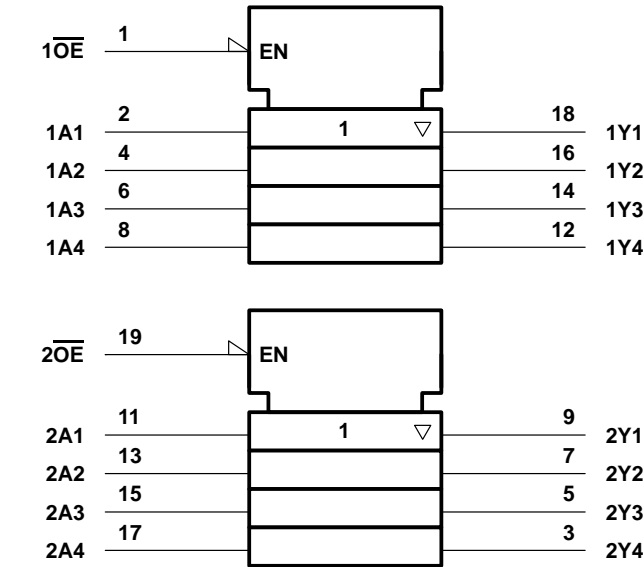 1O̅E̅ 1 EN
1A1 2 1 ▽ 18 1Y1
1A2 4 16 1Y2
1A3 6 14 1Y3
1A4 8 12 1Y4
2O̅E̅ 19 EN
2A1 11 1 ▽ 9 2Y1
2A2 13 7 2Y2
2A3 15 5 2Y3
2A4 17 3 2Y4